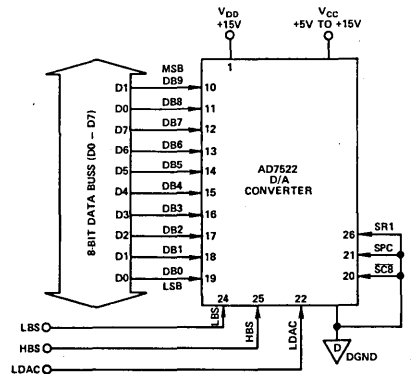 VDD
+15V
VCC
+5V TO +15V
1
MSB
D1 DB9 10
D0 DB8 11
D7 DB7 12
D6 DB6 13
D5 DB5 14
D4 DB4 15
D3 DB3 16
D2 DB2 17
D1 DB1 18
D0 DB0 19
LSB
8-BIT DATA BUSS (D0 – D7)
AD7522
D/A
CONVERTER
26 SR1
21 SPC
20 SC8
24 25 22
LBS HBS LDAC
LBS
HBS
LDAC
D
DGND